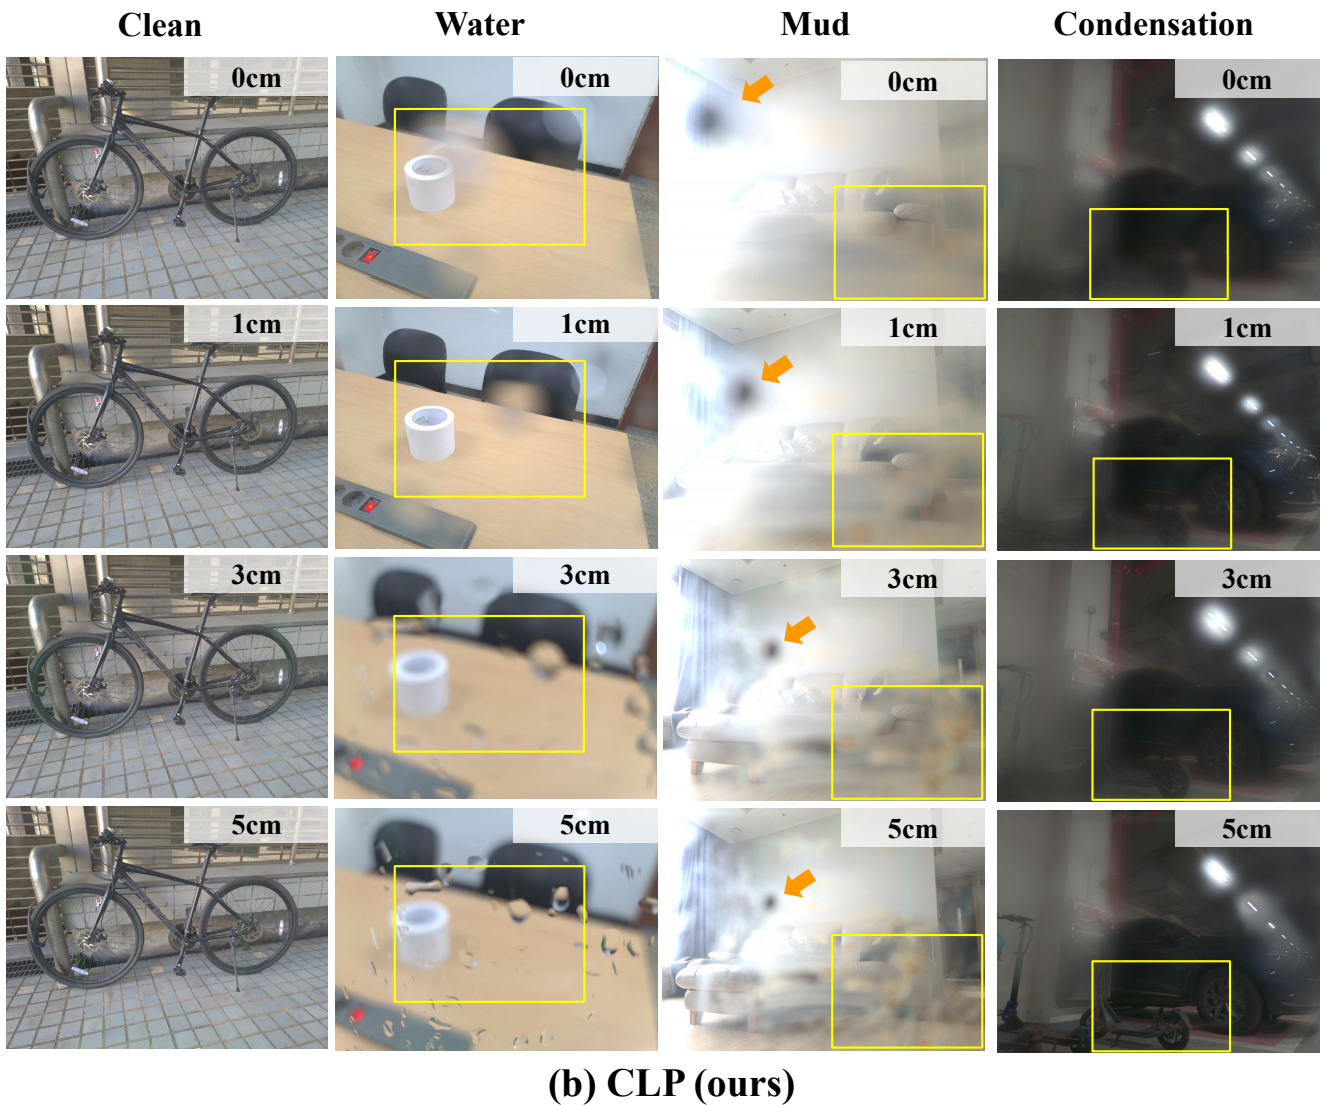 Clean Water Mud Condensation
0cm 0cm 0cm 0cm
1cm 1cm 1cm 1cm
3cm 3cm 3cm 3cm
5cm 5cm 5cm 5cm
(b) CLP (ours)